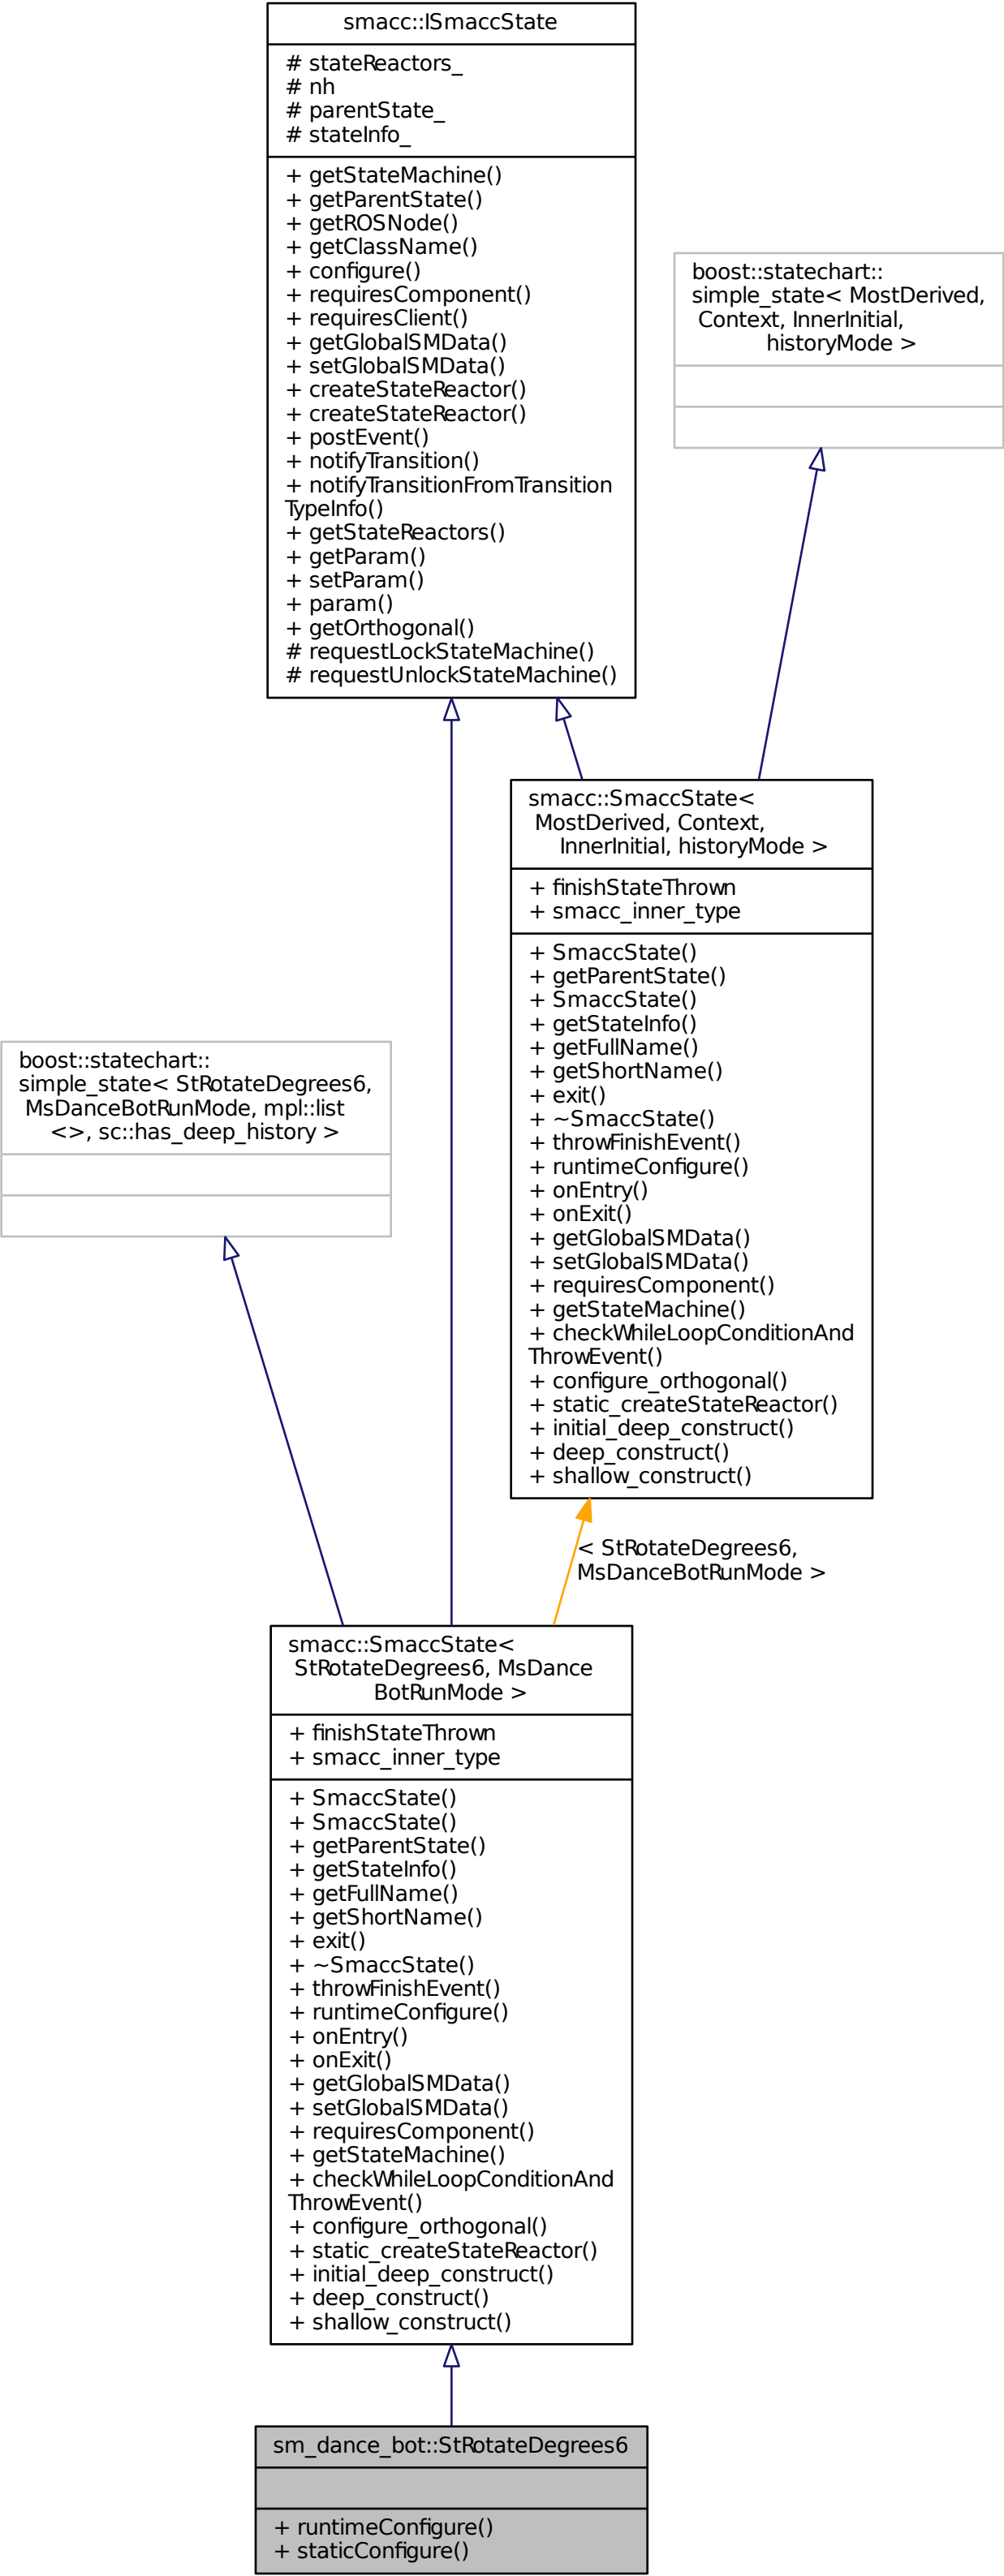 smacc::ISmaccState
# stateReactors_
# nh
# parentState_
# stateInfo_
+ getStateMachine()
+ getParentState()
+ getROSNode()
+ getClassName()
+ configure()
+ requiresComponent()
+ requiresClient()
+ getGlobalSMData()
+ setGlobalSMData()
+ createStateReactor()
+ createStateReactor()
+ postEvent()
+ notifyTransition()
+ notifyTransitionFromTransition
TypeInfo()
+ getStateReactors()
+ getParam()
+ setParam()
+ param()
+ getOrthogonal()
# requestLockStateMachine()
# requestUnlockStateMachine()
boost::statechart::
simple_state< MostDerived,
Context, InnerInitial,
historyMode >
smacc::SmaccState<
MostDerived, Context,
InnerInitial, historyMode >
+ finishStateThrown
+ smacc_inner_type
+ SmaccState()
+ getParentState()
+ SmaccState()
+ getStateInfo()
+ getFullName()
+ getShortName()
+ exit()
+ ~SmaccState()
+ throwFinishEvent()
+ runtimeConfigure()
+ onEntry()
+ onExit()
+ getGlobalSMData()
+ setGlobalSMData()
+ requiresComponent()
+ getStateMachine()
+ checkWhileLoopConditionAnd
ThrowEvent()
+ configure_orthogonal()
+ static_createStateReactor()
+ initial_deep_construct()
+ deep_construct()
+ shallow_construct()
boost::statechart::
simple_state< StRotateDegrees6,
MsDanceBotRunMode, mpl::list
<>, sc::has_deep_history >
< StRotateDegrees6,
MsDanceBotRunMode >
smacc::SmaccState<
StRotateDegrees6, MsDance
BotRunMode >
+ finishStateThrown
+ smacc_inner_type
+ SmaccState()
+ SmaccState()
+ getParentState()
+ getStateInfo()
+ getFullName()
+ getShortName()
+ exit()
+ ~SmaccState()
+ throwFinishEvent()
+ runtimeConfigure()
+ onEntry()
+ onExit()
+ getGlobalSMData()
+ setGlobalSMData()
+ requiresComponent()
+ getStateMachine()
+ checkWhileLoopConditionAnd
ThrowEvent()
+ configure_orthogonal()
+ static_createStateReactor()
+ initial_deep_construct()
+ deep_construct()
+ shallow_construct()
sm_dance_bot::StRotateDegrees6
+ runtimeConfigure()
+ staticConfigure()